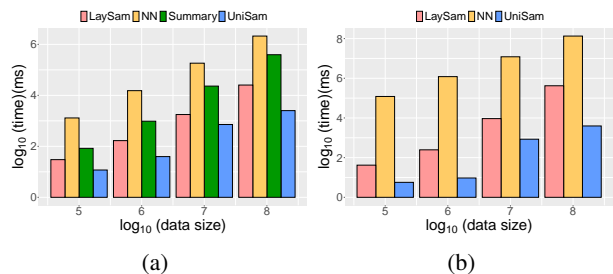 LaySam NN Summary UniSam
log10 (time)(ms)
6
4
2
0
5 6 7 8
log10 (data size)
(a)
LaySam NN UniSam
log10 (time)(ms)
8
6
4
2
0
5 6 7 8
log10 (data size)
(b)